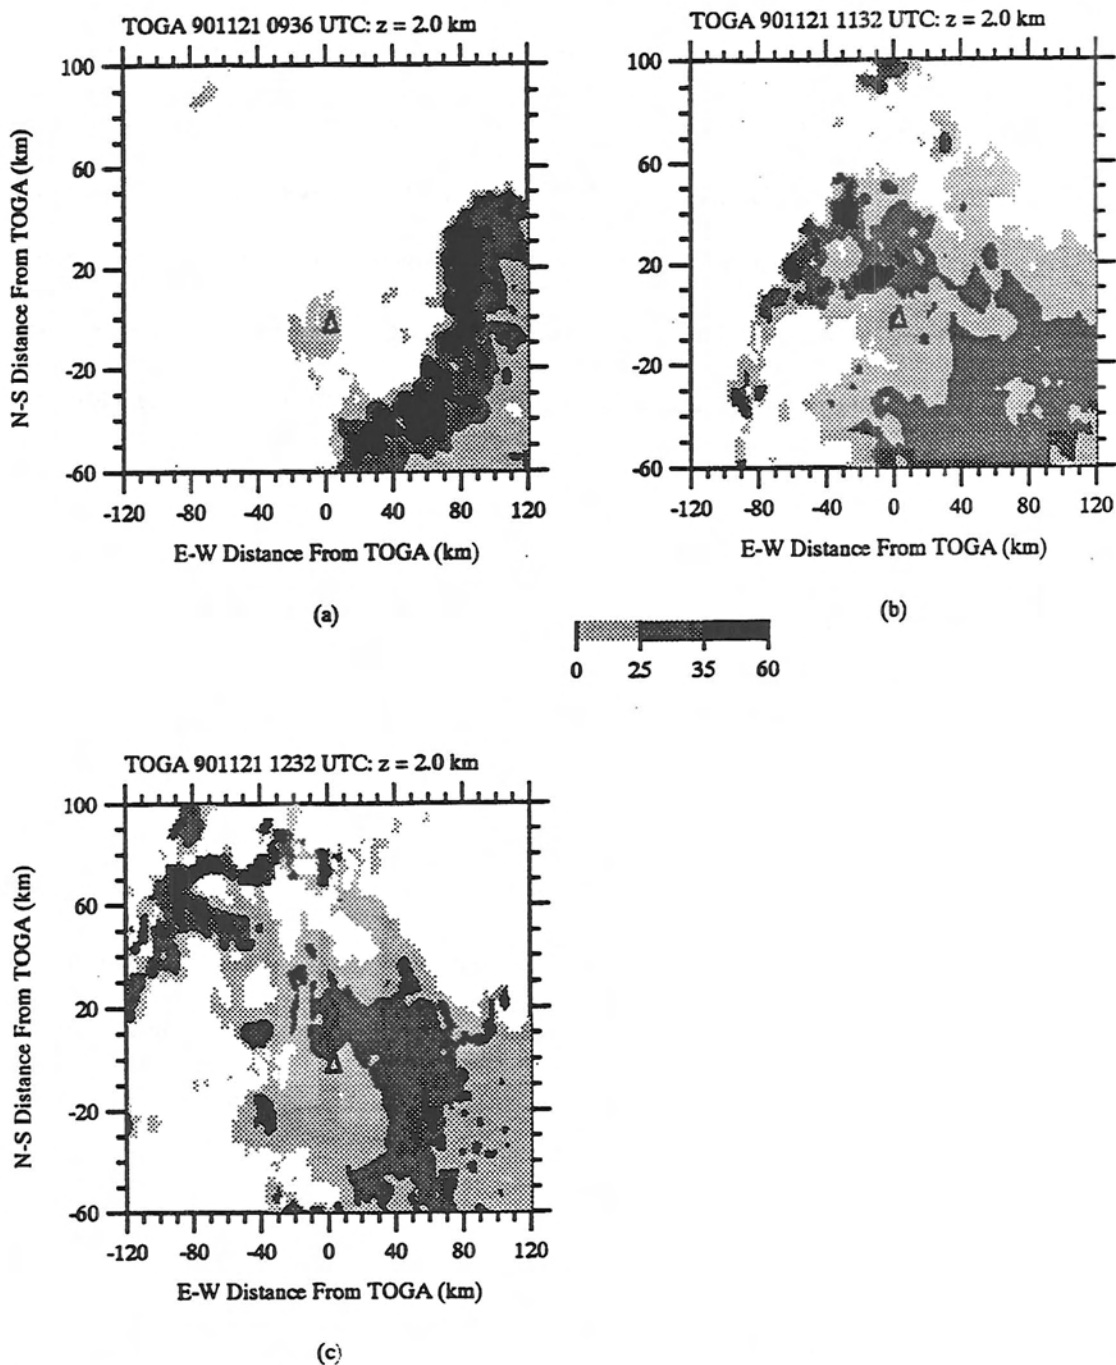 TOGA 901121 0936 UTC: z = 2.0 km
100
60
20
-20
-60
N-S Distance From TOGA (km)
-120 -80 -40 0 40 80 120
E-W Distance From TOGA (km)
(a)
TOGA 901121 1132 UTC: z = 2.0 km
100
60
20
-20
-60
-120 -80 -40 0 40 80 120
E-W Distance From TOGA (km)
(b)
0 25 35 60
TOGA 901121 1232 UTC: z = 2.0 km
100
60
20
-20
-60
N-S Distance From TOGA (km)
-120 -80 -40 0 40 80 120
E-W Distance From TOGA (km)
(c)